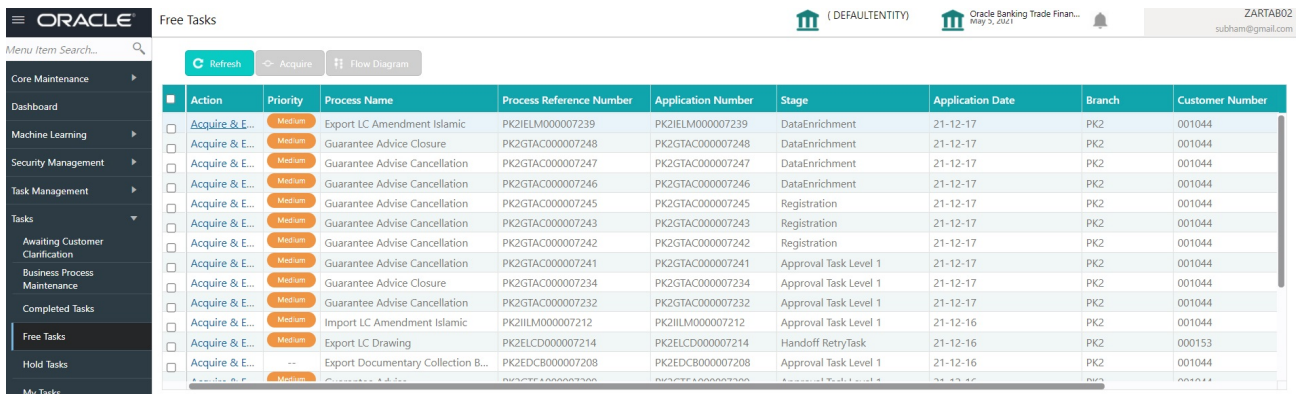 ORACLE
Free Tasks
( DEFAULTENTITY)
Oracle Banking Trade Finan...
May 5, 2021
ZARTAB02
subham@gmail.com
Menu Item Search...
Core Maintenance
Dashboard
Machine Learning
Security Management
Task Management
Tasks
Awaiting Customer
Clarification
Business Process
Maintenance
Completed Tasks
Free Tasks
Hold Tasks
My Tasks
Refresh Acquire Flow Diagram
Action Priority Process Name Process Reference Number Application Number Stage Application Date Branch Customer Number
Acquire & E... Medium Export LC Amendment Islamic PK2IELM000007239 PK2IELM000007239 DataEnrichment 21-12-17 PK2 001044
Acquire & E... Medium Guarantee Advice Closure PK2GTAC000007248 PK2GTAC000007248 DataEnrichment 21-12-17 PK2 001044
Acquire & E... Medium Guarantee Advise Cancellation PK2GTAC000007247 PK2GTAC000007247 DataEnrichment 21-12-17 PK2 001044
Acquire & E... Medium Guarantee Advise Cancellation PK2GTAC000007246 PK2GTAC000007246 DataEnrichment 21-12-17 PK2 001044
Acquire & E... Medium Guarantee Advise Cancellation PK2GTAC000007245 PK2GTAC000007245 Registration 21-12-17 PK2 001044
Acquire & E... Medium Guarantee Advise Cancellation PK2GTAC000007243 PK2GTAC000007243 Registration 21-12-17 PK2 001044
Acquire & E... Medium Guarantee Advise Cancellation PK2GTAC000007242 PK2GTAC000007242 Registration 21-12-17 PK2 001044
Acquire & E... Medium Guarantee Advise Cancellation PK2GTAC000007241 PK2GTAC000007241 Approval Task Level 1 21-12-17 PK2 001044
Acquire & E... Medium Guarantee Advice Closure PK2GTAC000007234 PK2GTAC000007234 Approval Task Level 1 21-12-17 PK2 001044
Acquire & E... Medium Guarantee Advise Cancellation PK2GTAC000007232 PK2GTAC000007232 Approval Task Level 1 21-12-17 PK2 001044
Acquire & E... Medium Import LC Amendment Islamic PK2IILM000007212 PK2IILM000007212 Approval Task Level 1 21-12-16 PK2 001044
Acquire & E... Medium Export LC Drawing PK2ELCD000007214 PK2ELCD000007214 Handoff RetryTask 21-12-16 PK2 000153
Acquire & E... -- Export Documentary Collection B... PK2EDCB000007208 PK2EDCB000007208 Approval Task Level 1 21-12-16 PK2 001044
Medium